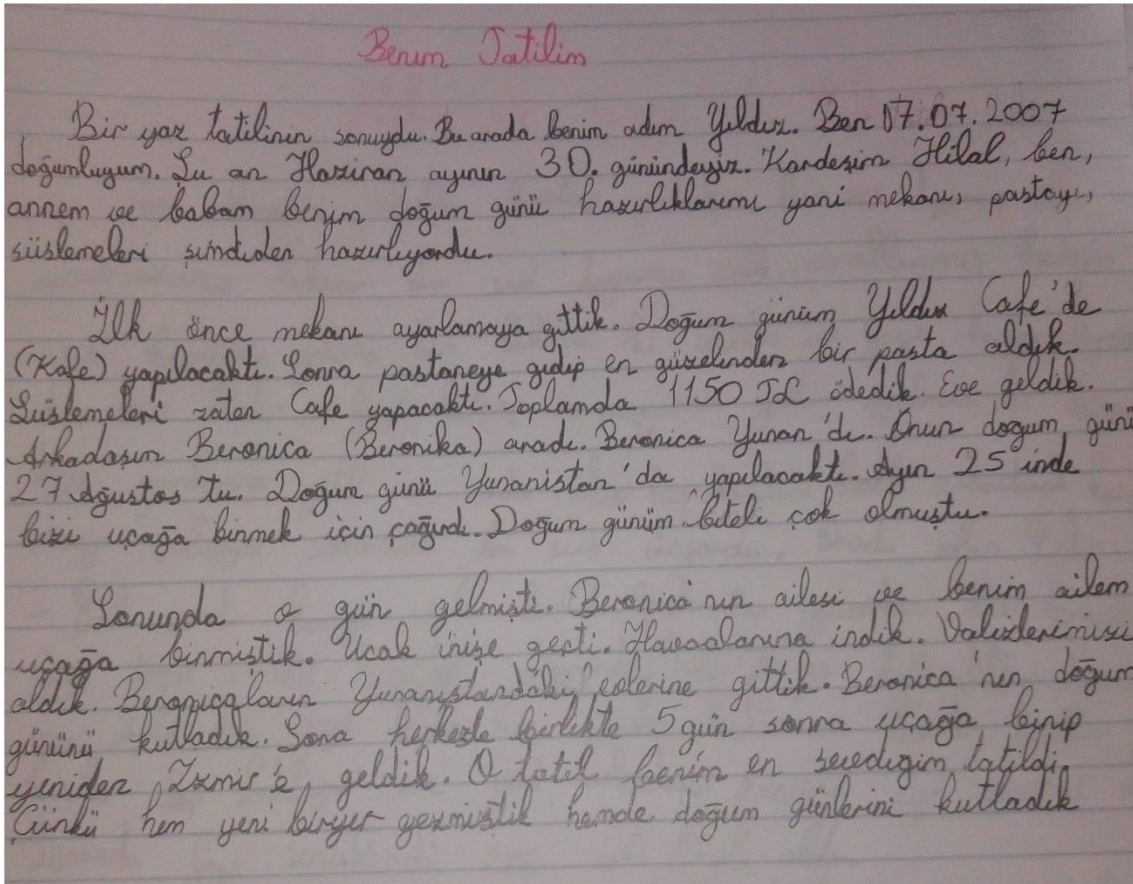 Benim Tatilim
Bir yaz tatilinin sonuydu. Bu arada benim adım Yıldız. Ben 07.07.2007
doğumluyum. Şu an Haziran ayının 30. günündeyiz. Kardeşim Hilal, ben,
annem ve babam benim doğum günü hazırlıklarımı yani mekanı, pastayı,
süslemeleri şimdiden hazırlıyordu.
İlk önce mekanı ayarlamaya gittik. Doğum günüm Yıldız Cafe'de
(Kafe) yapılacaktı. Sonra pastaneye gidip en güzelinden bir pasta aldık.
Süslemeleri zaten Cafe yapacaktı. Toplamda 1150 TL ödedik. Eve geldik.
Arkadaşım Beronica (Beronika) aradı. Beronica Yunan'dı. Onun doğum günü
27 Ağustos tu. Doğum günü Yunanistan'da yapılacaktı. Ayın 25'inde
bizi uçağa binmek için çağırdı. Doğum günüm biteli çok olmuştu.
Sonunda o gün gelmişti. Beronica'nın ailesi ve benim ailem
uçağa binmiştik. Ucak inişe geçti. Havaalanına indik. Valizlerimizi
aldık. Beronicaların Yunanistandaki evlerine gittik. Beronica'nın doğum
gününü kutladık. Sona herkesle birlikte 5 gün sonra uçağa binip
yeniden İzmir'e geldik. O tatil benim en sevdigim tatildi.
Çünkü hem yeni biryer gezmiştik hemde doğum günlerini kutladık